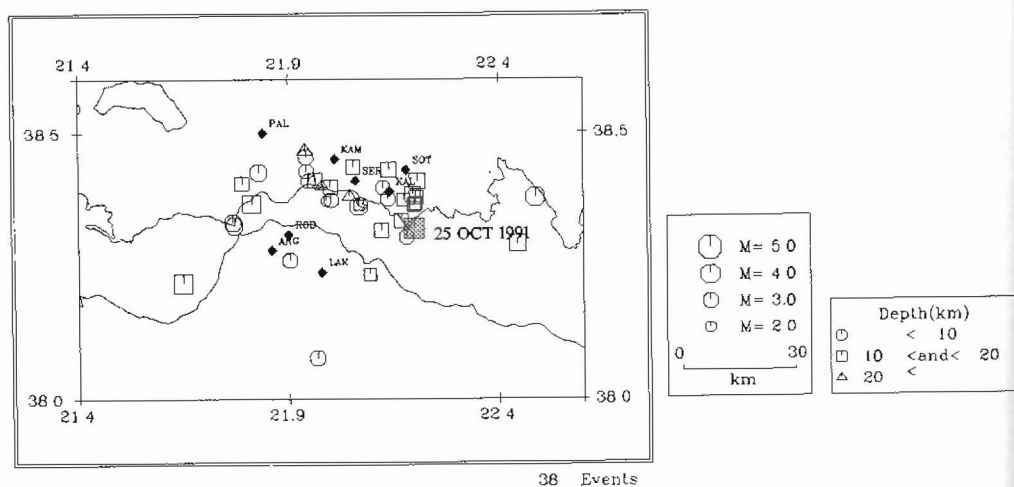 21 4 21.9 22 4
38 5 38.5
PAL
KAM
SER
SOT
KAL
ROD
ARG
LAK
25 OCT 1991
38 0 38 0
21 4 21.9 22 4
38 Events
M= 5 0
M= 4 0
M= 3.0
M= 2 0
0 30
km
Depth(km)
< 10
10 <and< 20
20 <